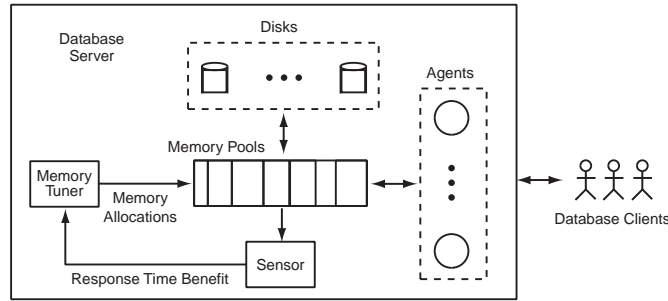 Disks
Database
Server
Agents
Memory Pools
Memory
Tuner
Memory
Allocations
Database Clients
Response Time Benefit
Sensor